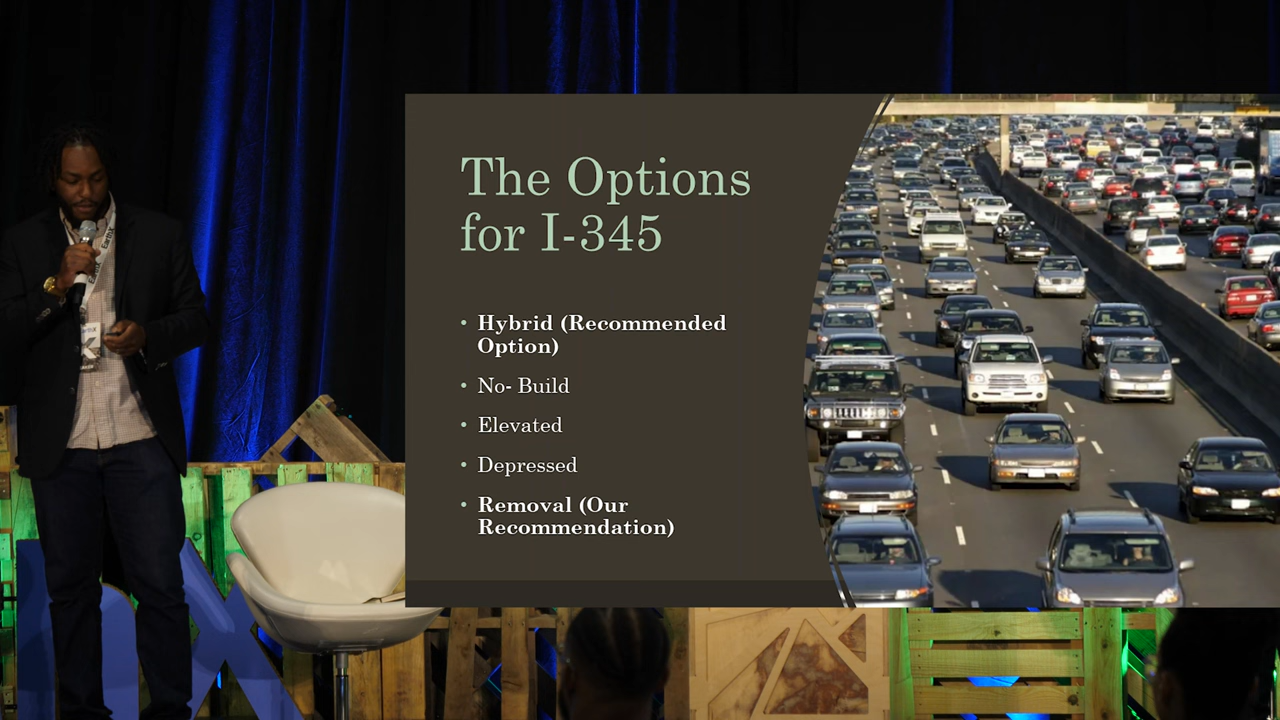 The Options
for I-345
• Hybrid (Recommended
Option)
• No- Build
• Elevated
• Depressed
• Removal (Our
Recommendation)